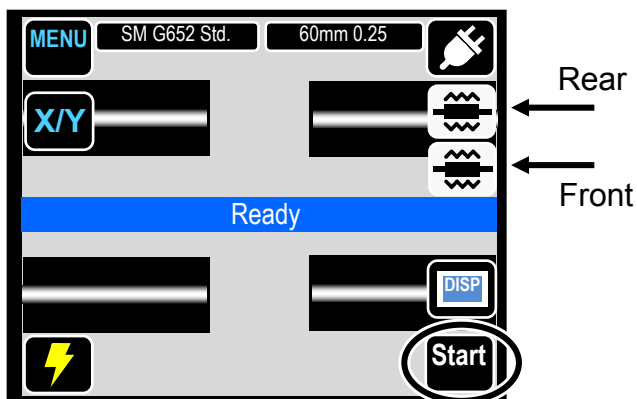 MENU
SM G652 Std.
60mm 0.25
X/Y
Rear
Front
Ready
DISP
Start